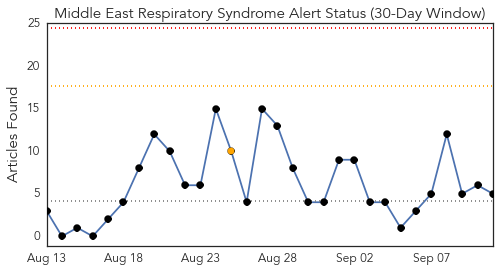 Middle East Respiratory Syndrome Alert Status (30-Day Window)
Articles Found
25
20
15
10
5
0
Aug 13 Aug 18 Aug 23 Aug 28 Sep 02 Sep 07